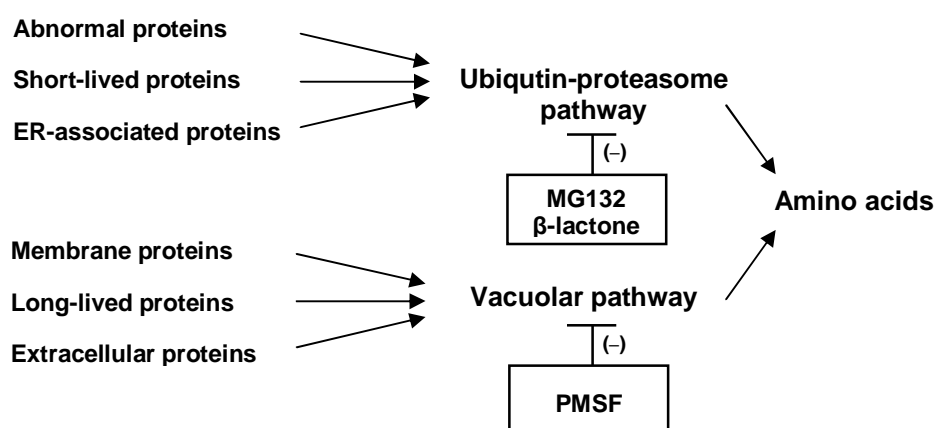 Abnormal proteins
Short-lived proteins
ER-associated proteins
Ubiqutin-proteasome
pathway
(–)
MG132
β-lactone
Amino acids
Membrane proteins
Long-lived proteins
Extracellular proteins
Vacuolar pathway
(–)
PMSF